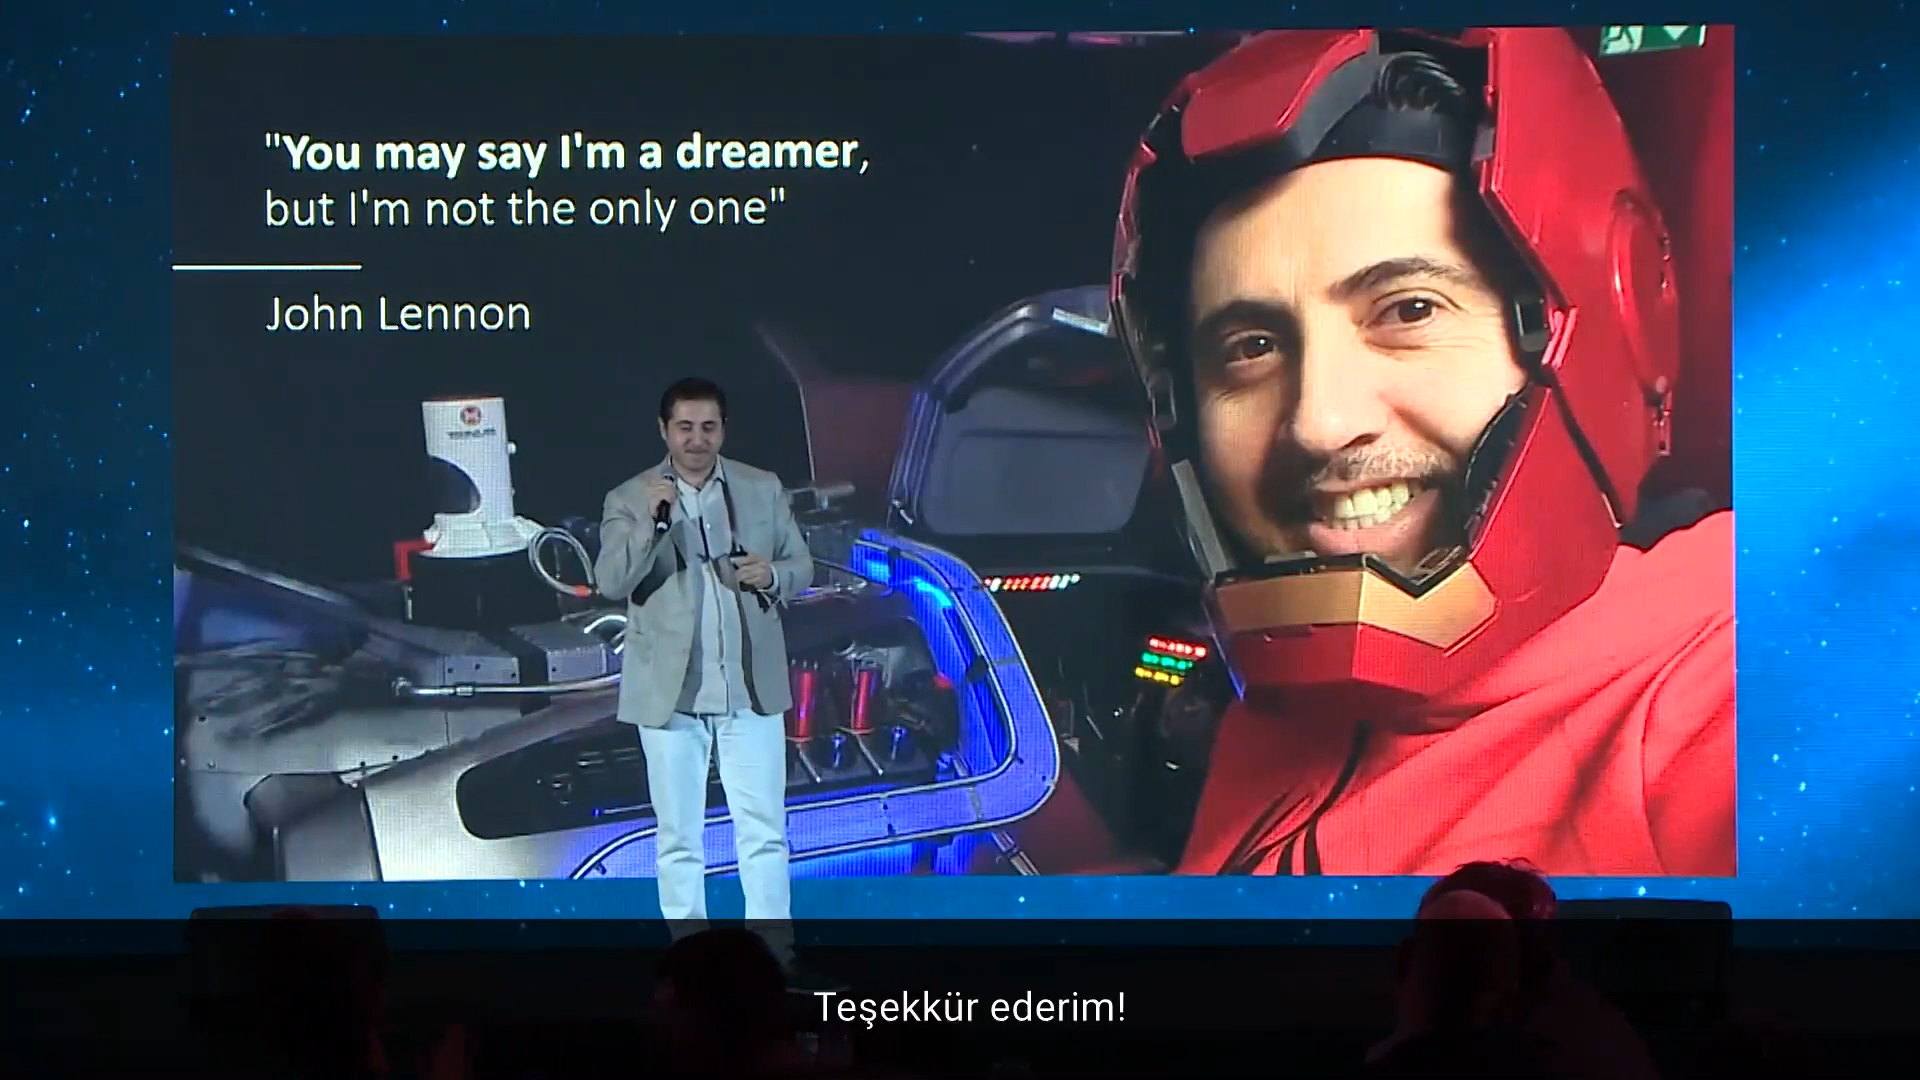 "You may say I'm a dreamer,
but I'm not the only one"
John Lennon
Teşekkür ederim!